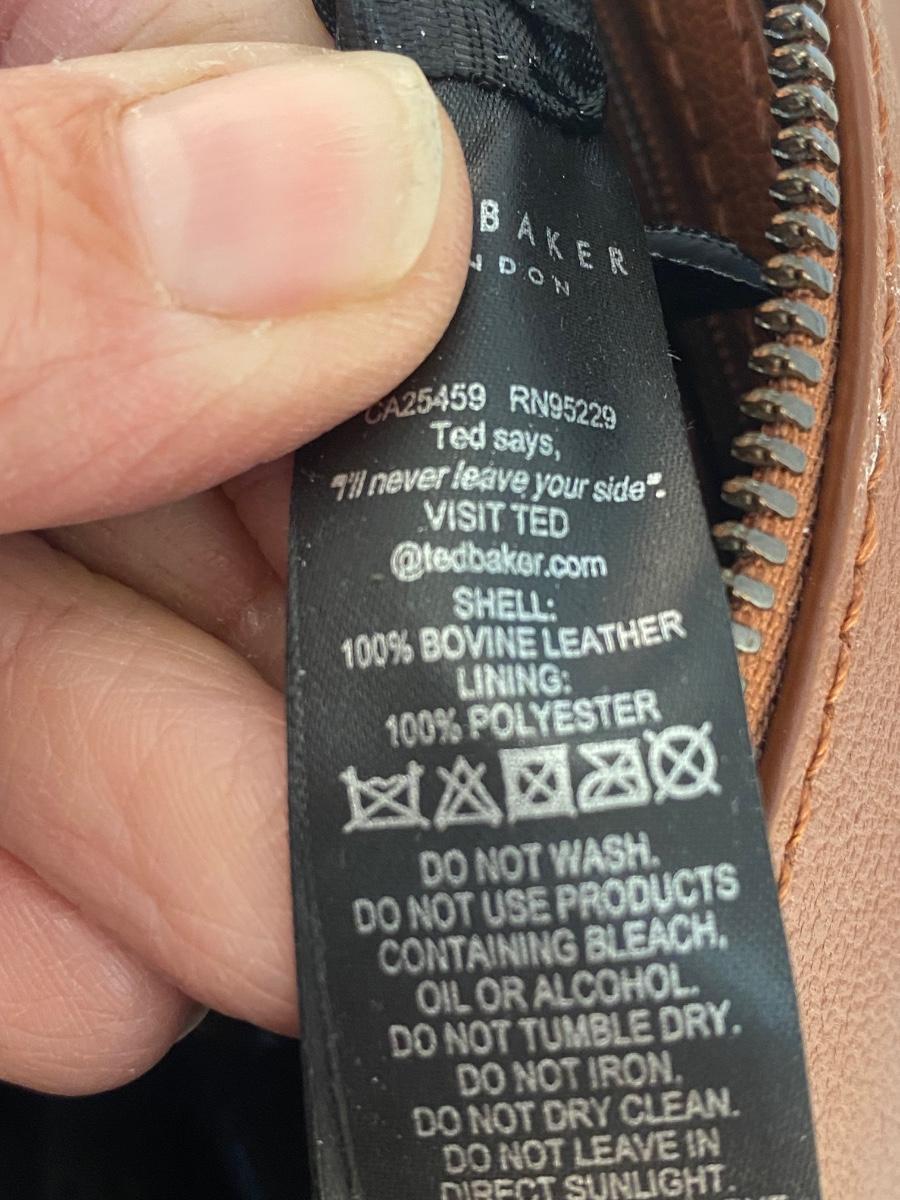 BAKER
NDON
CA25459 RN95229
Ted says,
"I'll never leave your side".
VISIT TED
@tedbaker.com
SHELL:
100% BOVINE LEATHER
LINING:
100% POLYESTER
DO NOT WASH.
DO NOT USE PRODUCTS
CONTAINING BLEACH,
OIL OR ALCOHOL.
DO NOT TUMBLE DRY.
DO NOT IRON.
DO NOT DRY CLEAN.
DO NOT LEAVE IN
DIRECT SUNLIGHT.